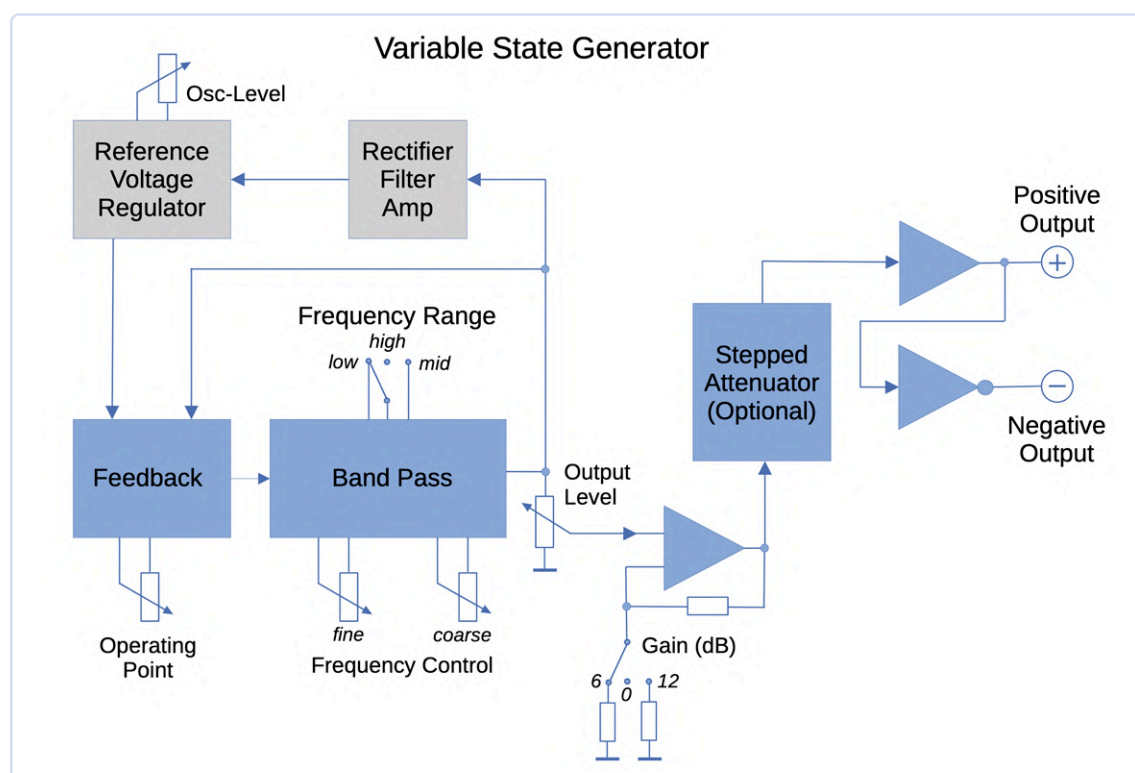 Variable State Generator
Osc-Level
Reference
Voltage
Regulator
Rectifier
Filter
Amp
Positive
Output
+
Frequency Range
high
low
mid
Stepped
Attenuator
(Optional)
−
Negative
Output
Feedback
Band Pass
Output
Level
Operating
Point
fine
coarse
Frequency Control
Gain (dB)
6
0
12